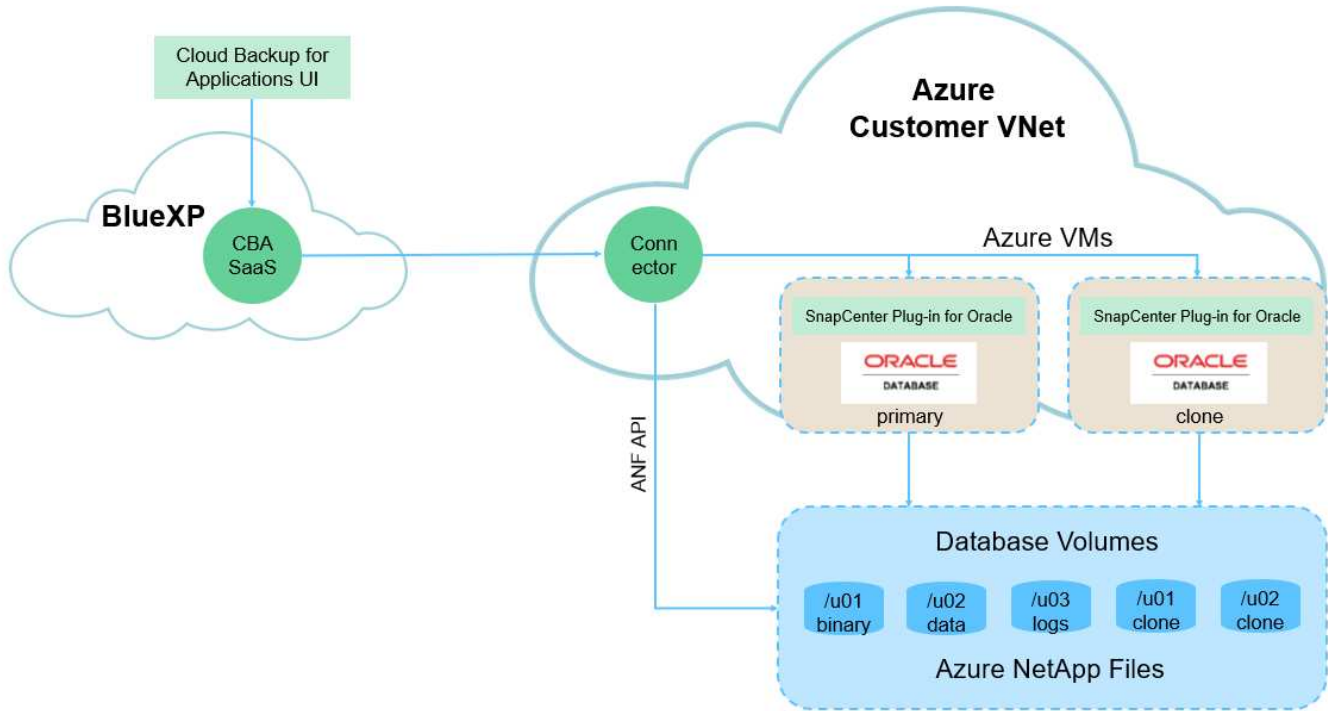 Cloud Backup for
Applications UI
BlueXP
CBA
SaaS
Azure
Customer VNet
Conn
ector
Azure VMs
SnapCenter Plug-in for Oracle
ORACLE
DATABASE
primary
SnapCenter Plug-in for Oracle
ORACLE
DATABASE
clone
ANF API
Database Volumes
/u01
binary
/u02
data
/u03
logs
/u01
clone
/u02
clone
Azure NetApp Files